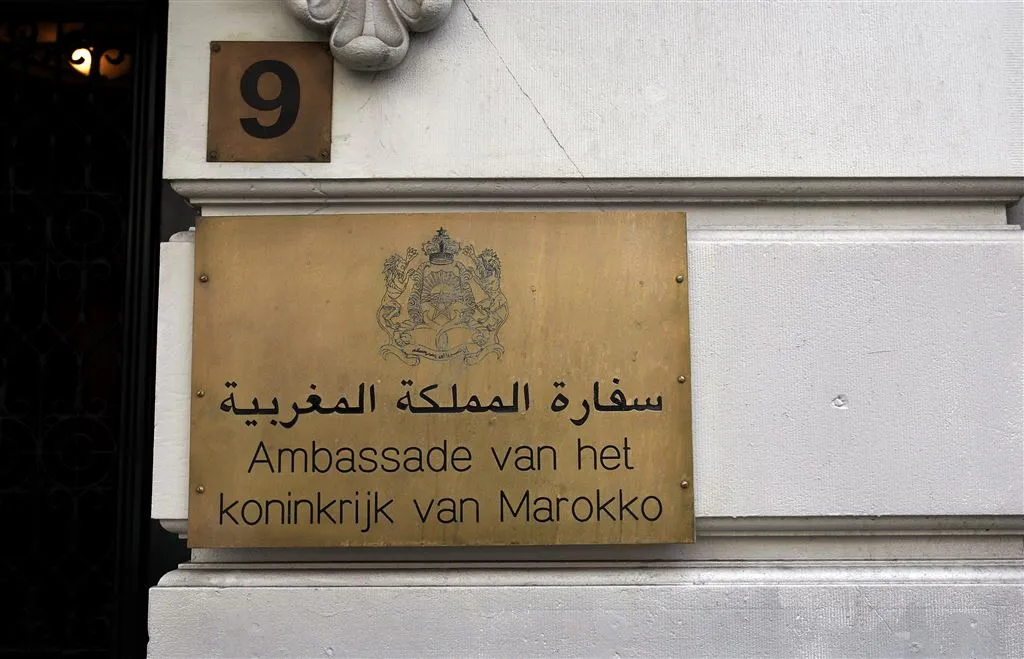 9
سفارة المملكة المغربية
Ambassade van het
koninkrijk van Marokko